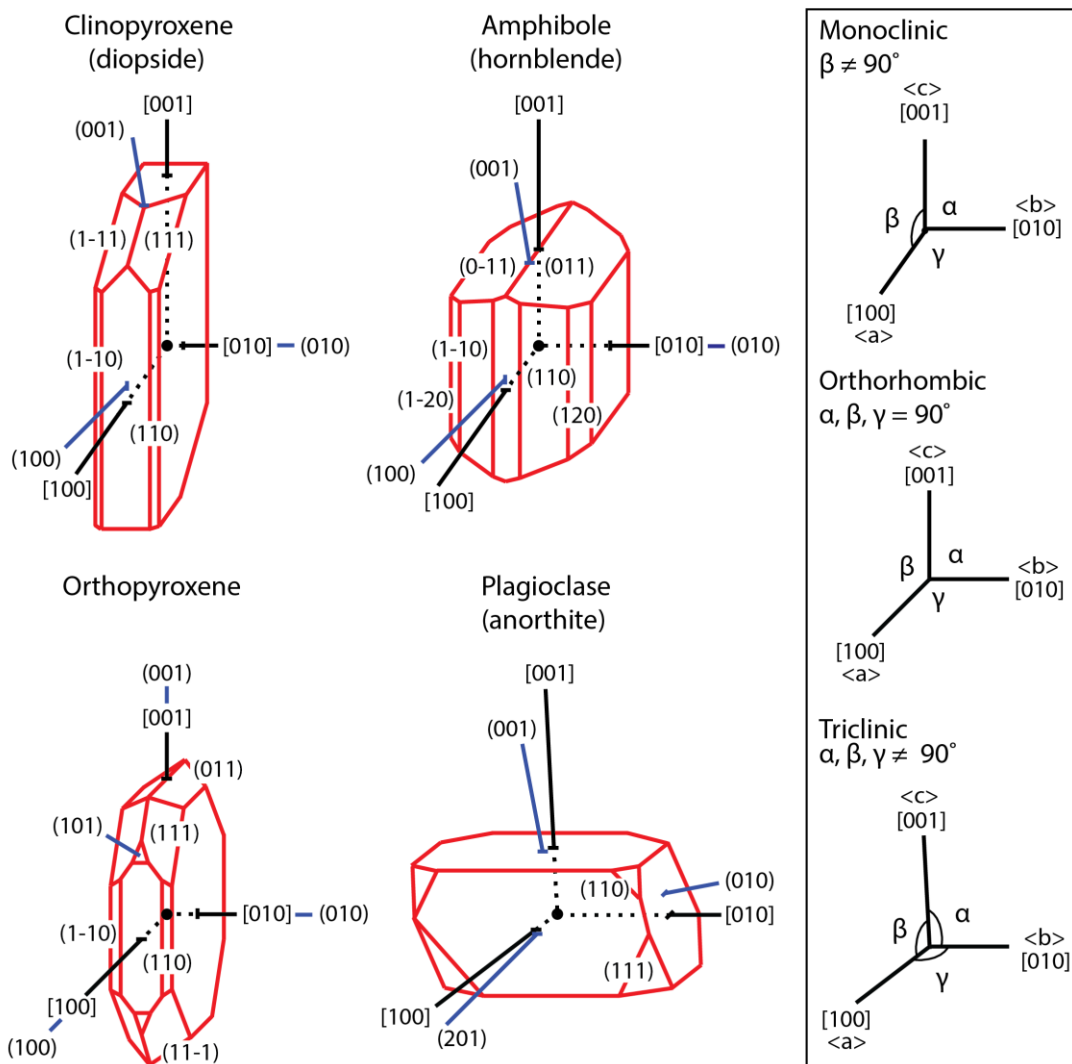 Clinopyroxene
(diopside)
[001]
(001)
(1-11)
(111)
(1-10)
[010]
(010)
(110)
(100)
[100]
Amphibole
(hornblende)
[001]
(001)
(0-11)
(011)
(1-10)
[010]
(010)
(110)
(1-20)
(120)
(100)
[100]
Orthopyroxene
(001)
[001]
(011)
(101)
(111)
[010]
(010)
(1-10)
(110)
[100]
(100)
(11-1)
Plagioclase
(anorthite)
[001]
(001)
(110)
(010)
[010]
(111)
[100]
(201)
Monoclinic
β ≠ 90°
<c>
[001]
β
α
<b>
[010]
γ
[100]
<a>
Orthorhombic
α, β, γ = 90°
<c>
[001]
β
α
<b>
[010]
γ
[100]
<a>
Triclinic
α, β, γ ≠ 90°
<c>
[001]
β
α
<b>
[010]
γ
[100]
<a>